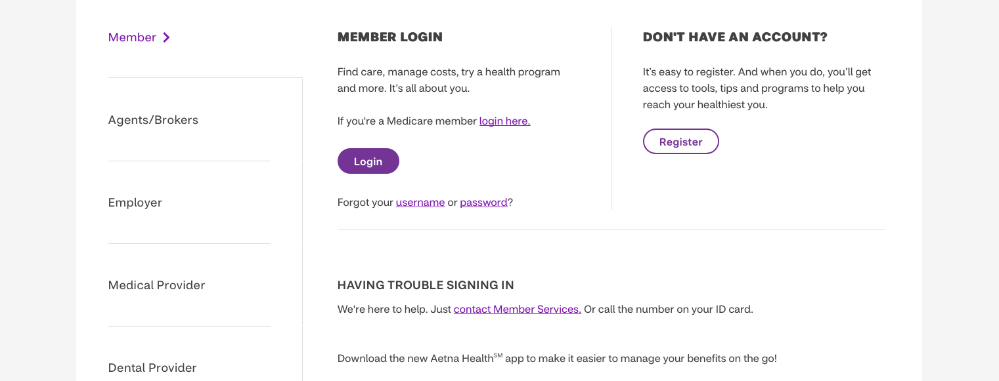 Member
Agents/Brokers
Employer
Medical Provider
Dental Provider
MEMBER LOGIN
Find care, manage costs, try a health program
and more. It’s all about you.
If you're a Medicare member login here.
Login
Forgot your username or password?
DON'T HAVE AN ACCOUNT?
It’s easy to register. And when you do, you’ll get
access to tools, tips and programs to help you
reach your healthiest you.
Register
HAVING TROUBLE SIGNING IN
We're here to help. Just contact Member Services. Or call the number on your ID card.
Download the new Aetna Health℠ app to make it easier to manage your benefits on the go!